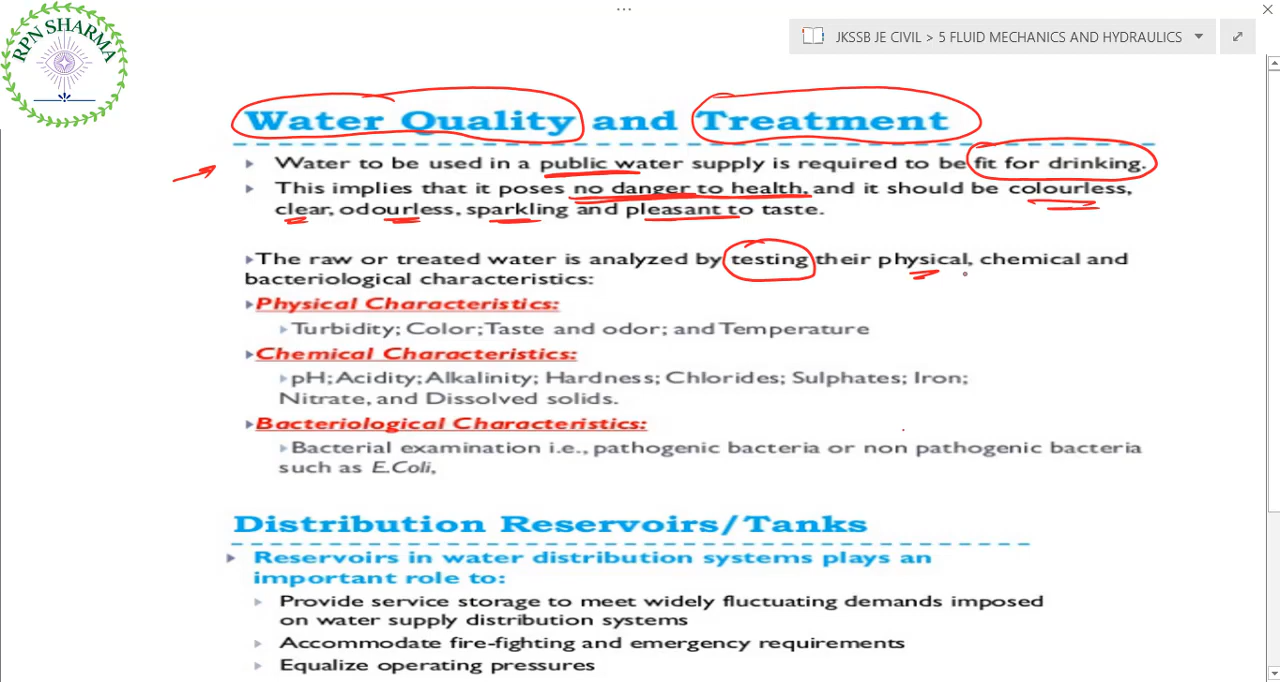 RPN SHARMA
JKSSB JE CIVIL > 5 FLUID MECHANICS AND HYDRAULICS
Water Quality and Treatment
Water to be used in a public water supply is required to be fit for drinking.
This implies that it poses no danger to health, and it should be colourless,
clear, odourless, sparkling and pleasant to taste.
The raw or treated water is analyzed by testing their physical, chemical and
bacteriological characteristics:
Physical Characteristics:
Turbidity; Color; Taste and odor; and Temperature
Chemical Characteristics:
pH; Acidity; Alkalinity; Hardness; Chlorides; Sulphates; Iron;
Nitrate, and Dissolved solids.
Bacteriological Characteristics:
Bacterial examination i.e., pathogenic bacteria or non pathogenic bacteria
such as E.Coli,
Distribution Reservoirs/Tanks
Reservoirs in water distribution systems plays an
important role to:
Provide service storage to meet widely fluctuating demands imposed
on water supply distribution systems
Accommodate fire-fighting and emergency requirements
Equalize operating pressures